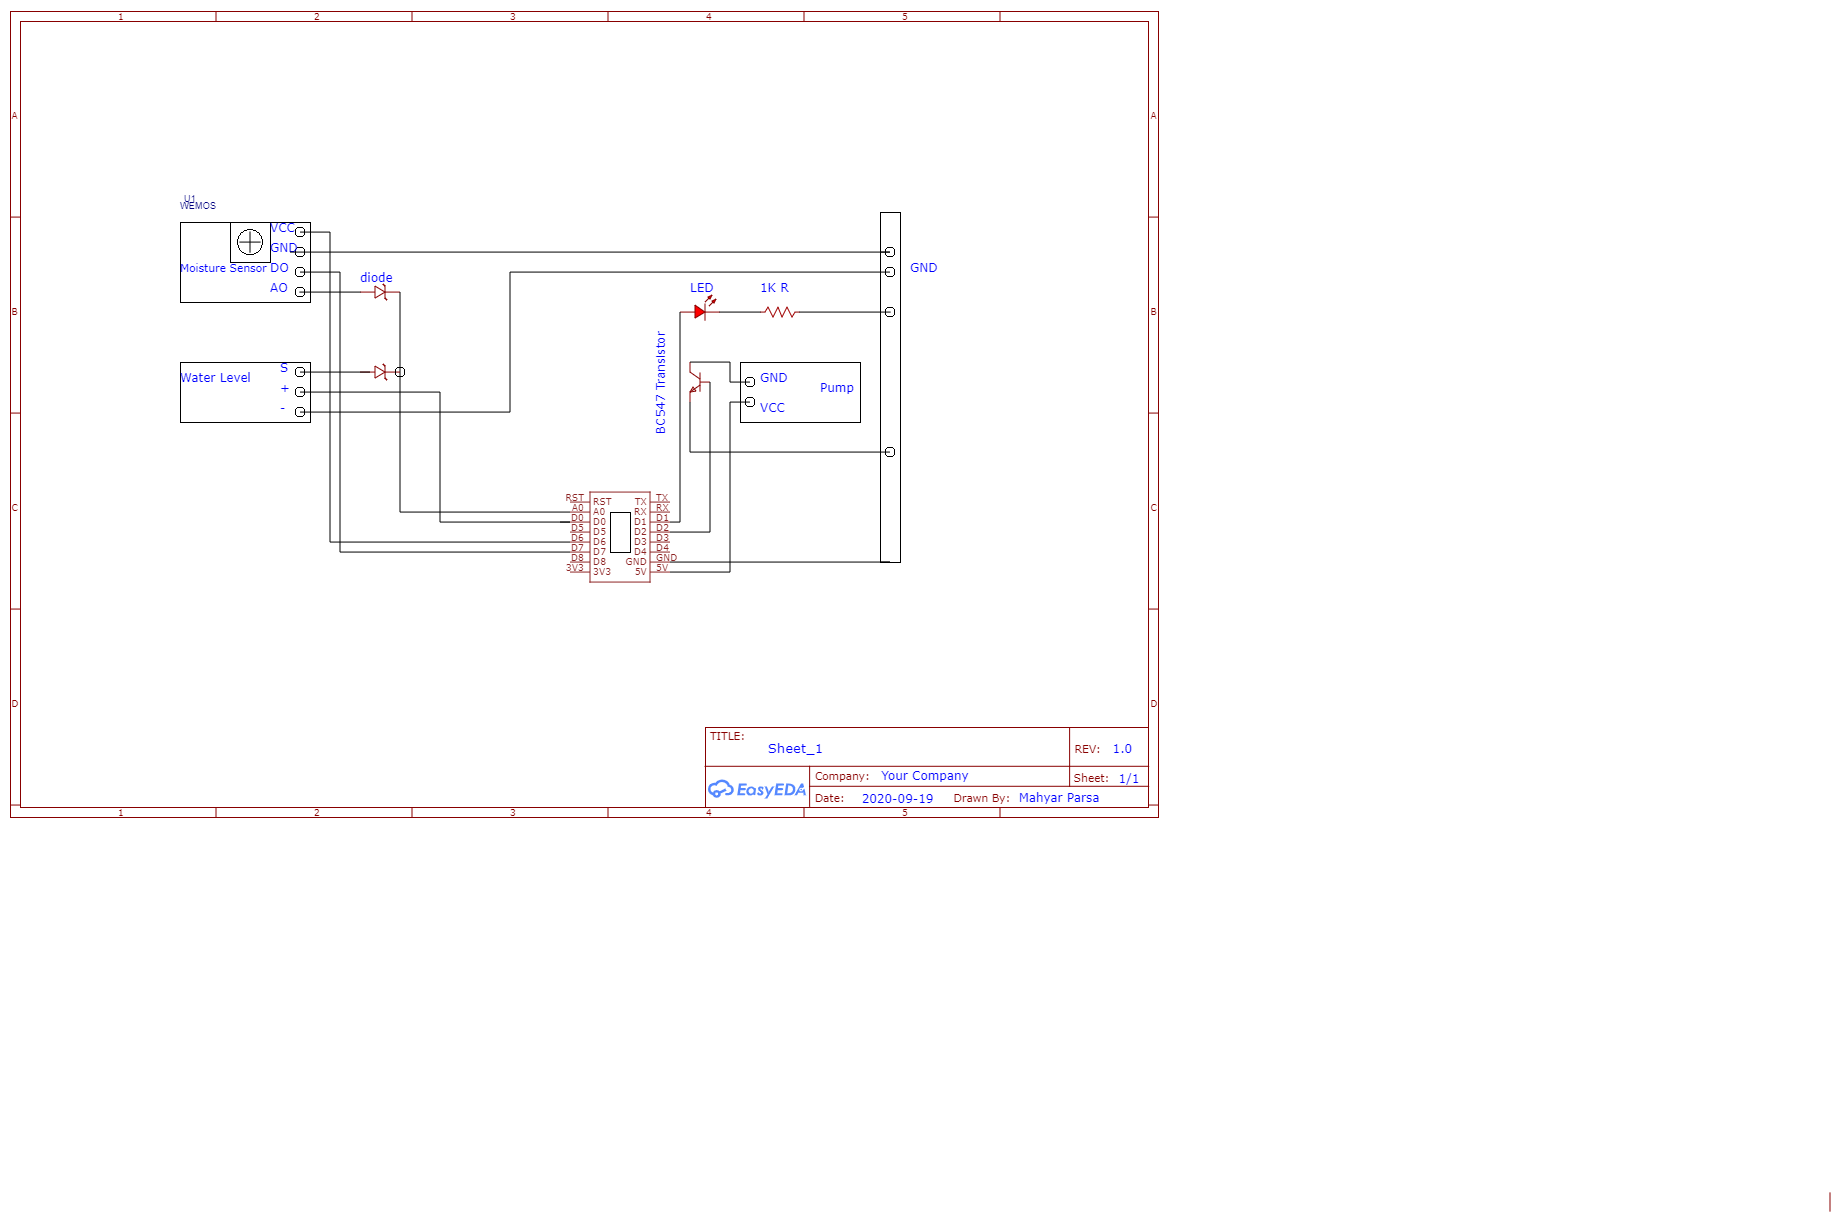 1 2 3 4 5
A A
U1
WEMOS
VCC
GND
Moisture Sensor DO
AO
diode
GND
LED 1K R
B B
BC547 Transistor
S
Water Level
+
-
GND
Pump
VCC
RST RST TX TX
A0 A0 RX RX
D0 D0 D1 D1
D5 D5 D2 D2
D6 D6 D3 D3
D7 D7 D4 D4
D8 D8 GND GND
3V3 3V3 5V 5V
C C
D D
TITLE:
Sheet_1
REV: 1.0
EasyEDA
Company: Your Company
Sheet: 1/1
Date: 2020-09-19 Drawn By: Mahyar Parsa
1 2 3 4 5